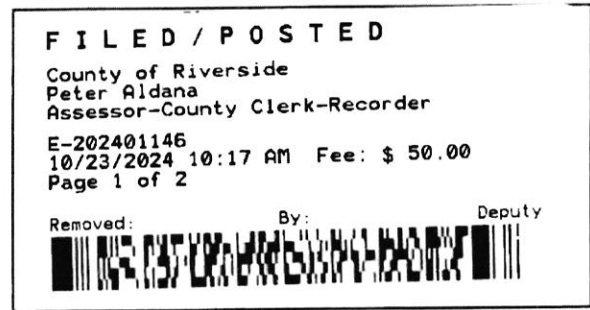 FILED/POSTED
County of Riverside
Peter Aldana
Assessor-County Clerk-Recorder
E-202401146
10/23/2024 10:17 AM Fee: $ 50.00
Page 1 of 2
Removed: By: Deputy